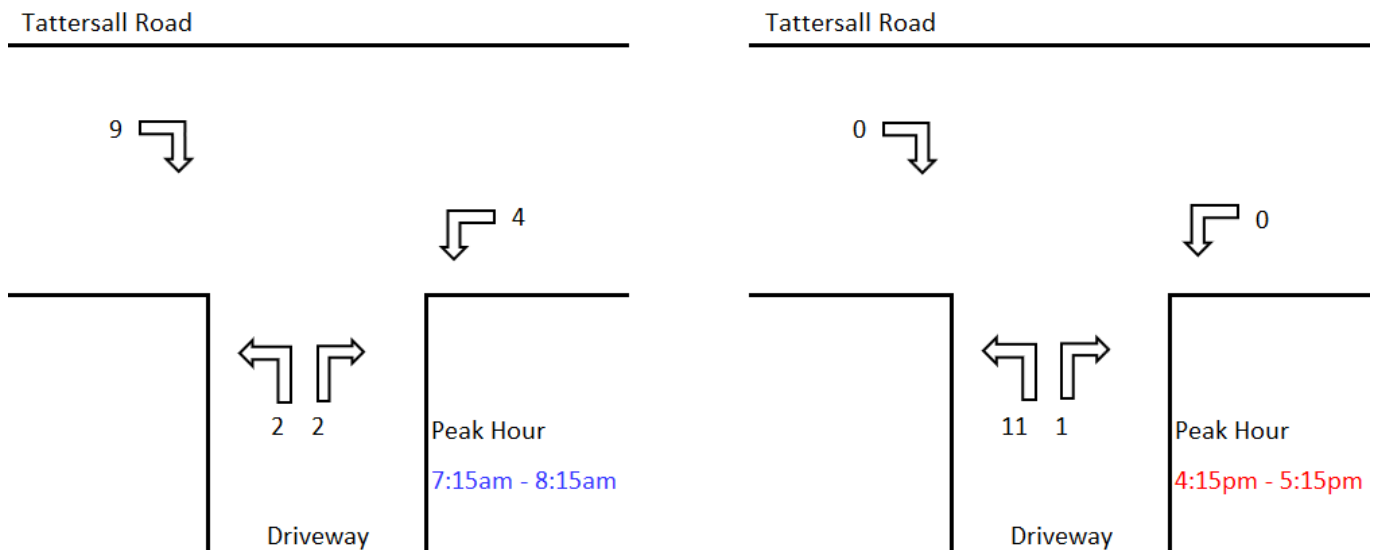 Tattersall Road
9
4
2 2
Peak Hour
7:15am - 8:15am
Driveway
Tattersall Road
0
0
11 1
Peak Hour
4:15pm - 5:15pm
Driveway